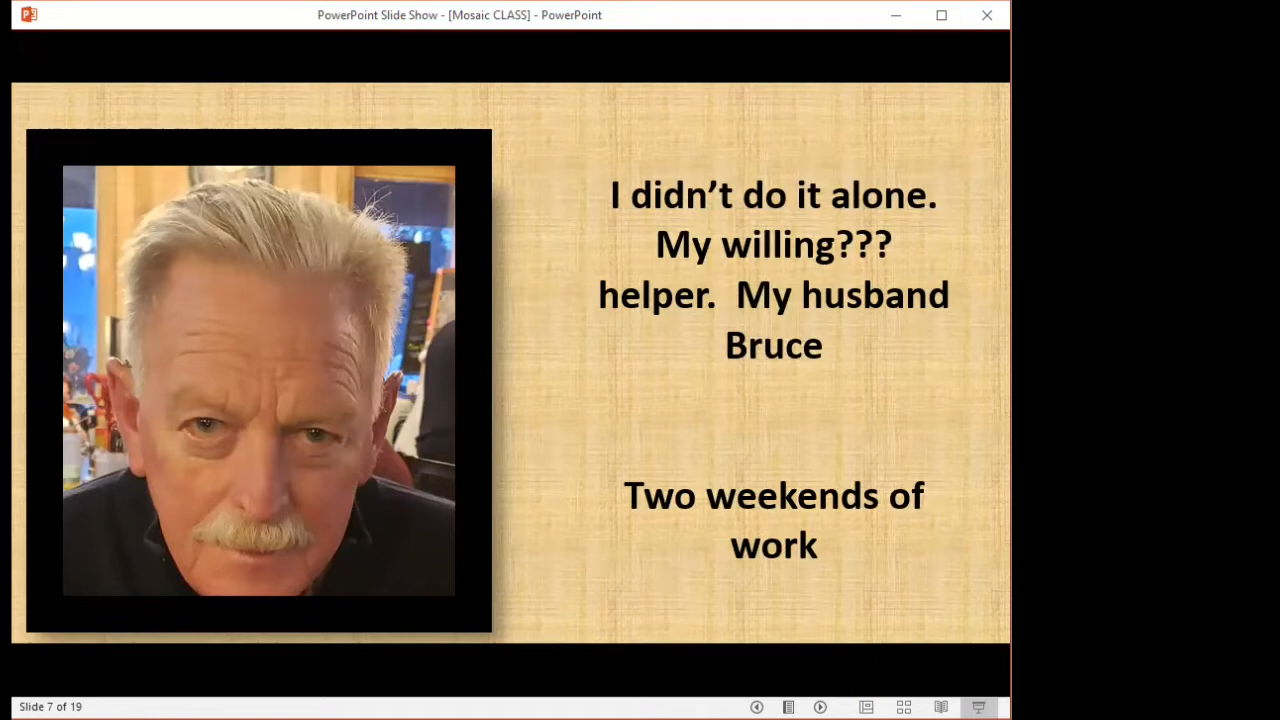 PowerPoint Slide Show - [Mosaic CLASS] - PowerPoint
I didn’t do it alone.
My willing???
helper.  My husband
Bruce
Two weekends of
work
Slide 7 of 19